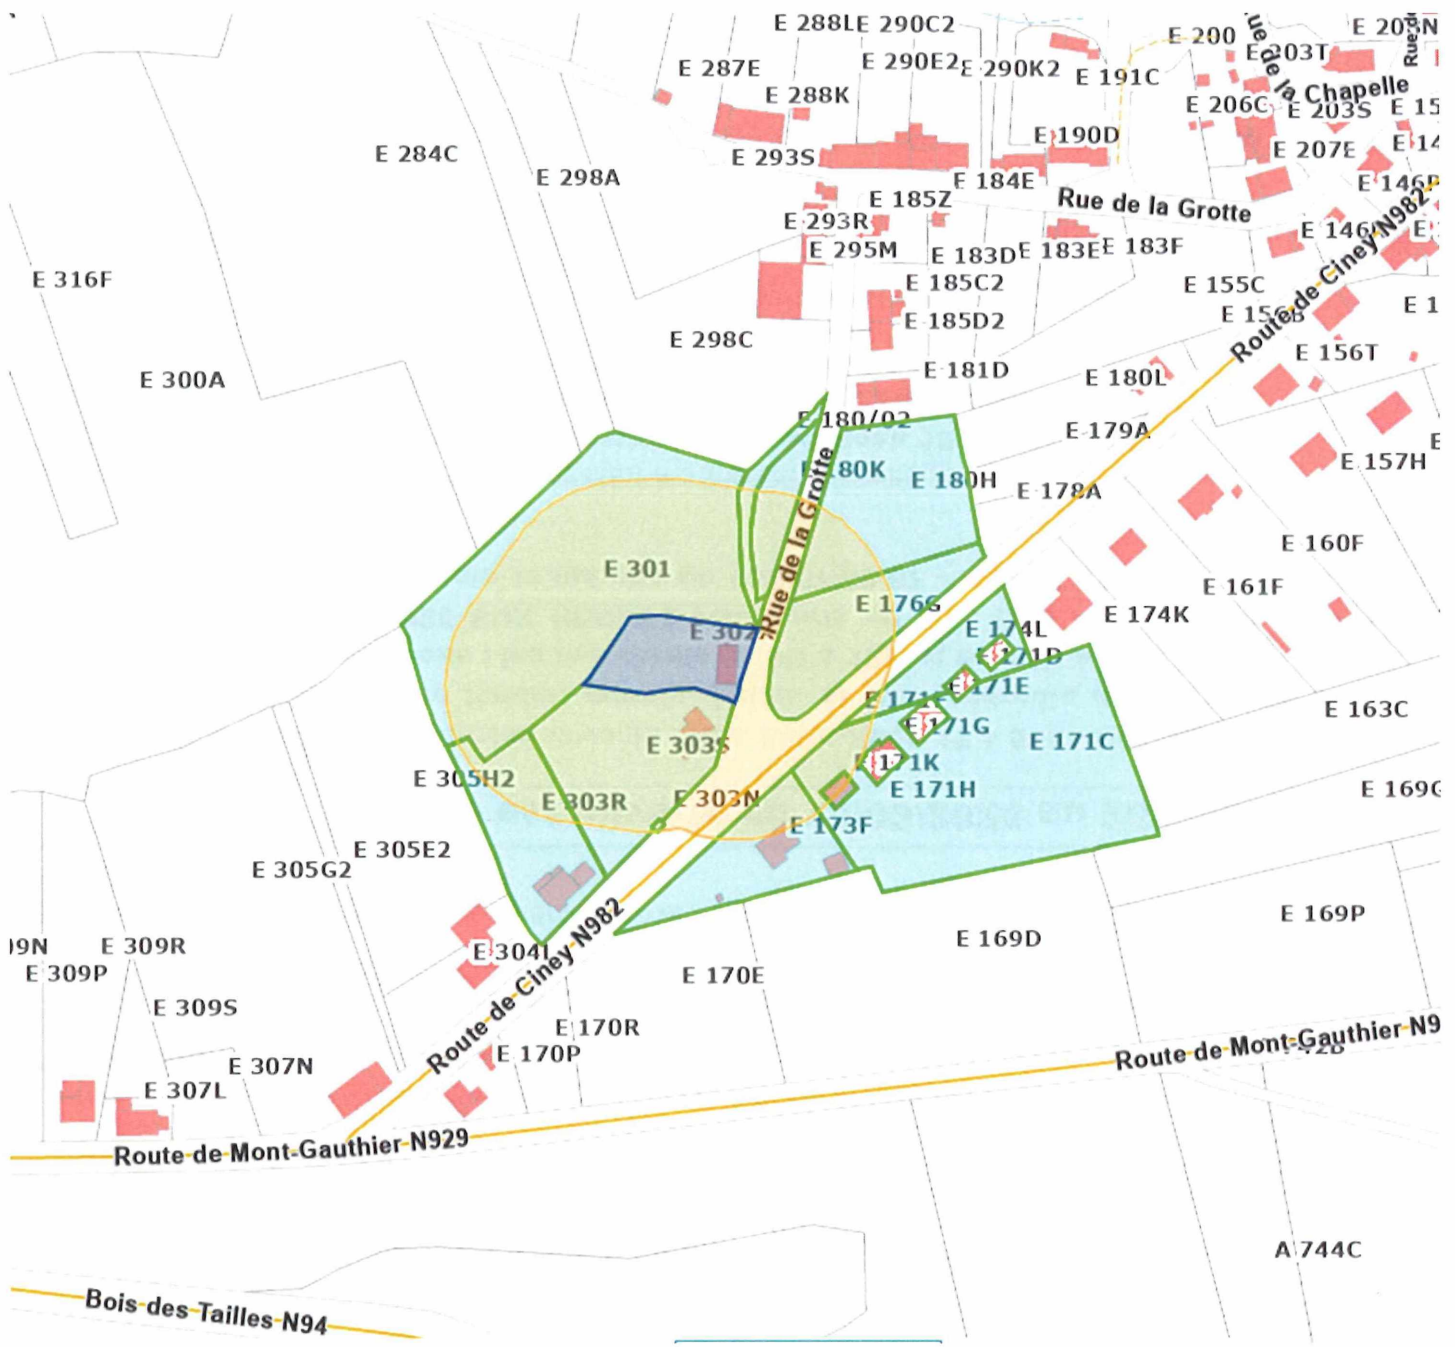 E 288L
E 290C2
E 200
E 203T
Rue de la Chapelle
E 287E
E 290E2
E 290K2
E 191C
E 288K
E 206C
E 203S
E 284C
E 293S
E 190D
E 207E
E 298A
E 184E
E 185Z
Rue de la Grotte
E 293R
E 295M
E 183D
E 183E
E 183F
E 316F
E 185C2
E 155C
Route de Ciney N982
E 185D2
E 298C
E 156T
E 300A
E 181D
E 180L
E 180/02
E 179A
E 180K
E 180H
E 178A
E 157H
Rue de la Grotte
E 301
E 160F
E 161F
E 176G
E 174K
E 302
E 174L
E 171D
E 171E
E 163C
E 171G
E 171C
E 303S
E 171K
E 305H2
E 171H
E 303R
E 303N
E 173F
E 305E2
E 305G2
E 169P
E 309R
E 169D
E 309P
E 170E
Route de Ciney N982
E 309S
E 170R
E 170P
E 307N
E 307L
Route de Mont-Gauthier N9
Route de Mont-Gauthier N929
A 744C
Bois des Tailles N94